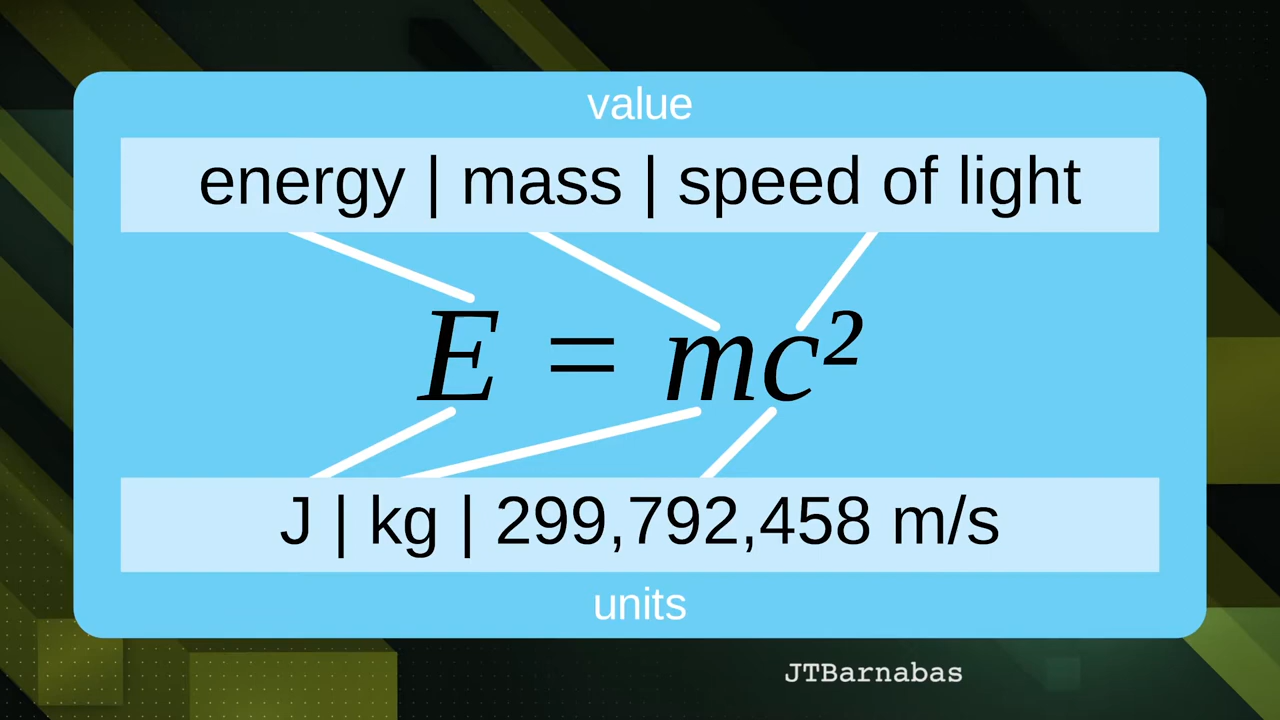 value
energy | mass | speed of light
E = mc²
J | kg | 299,792,458 m/s
units
JTBarnabas